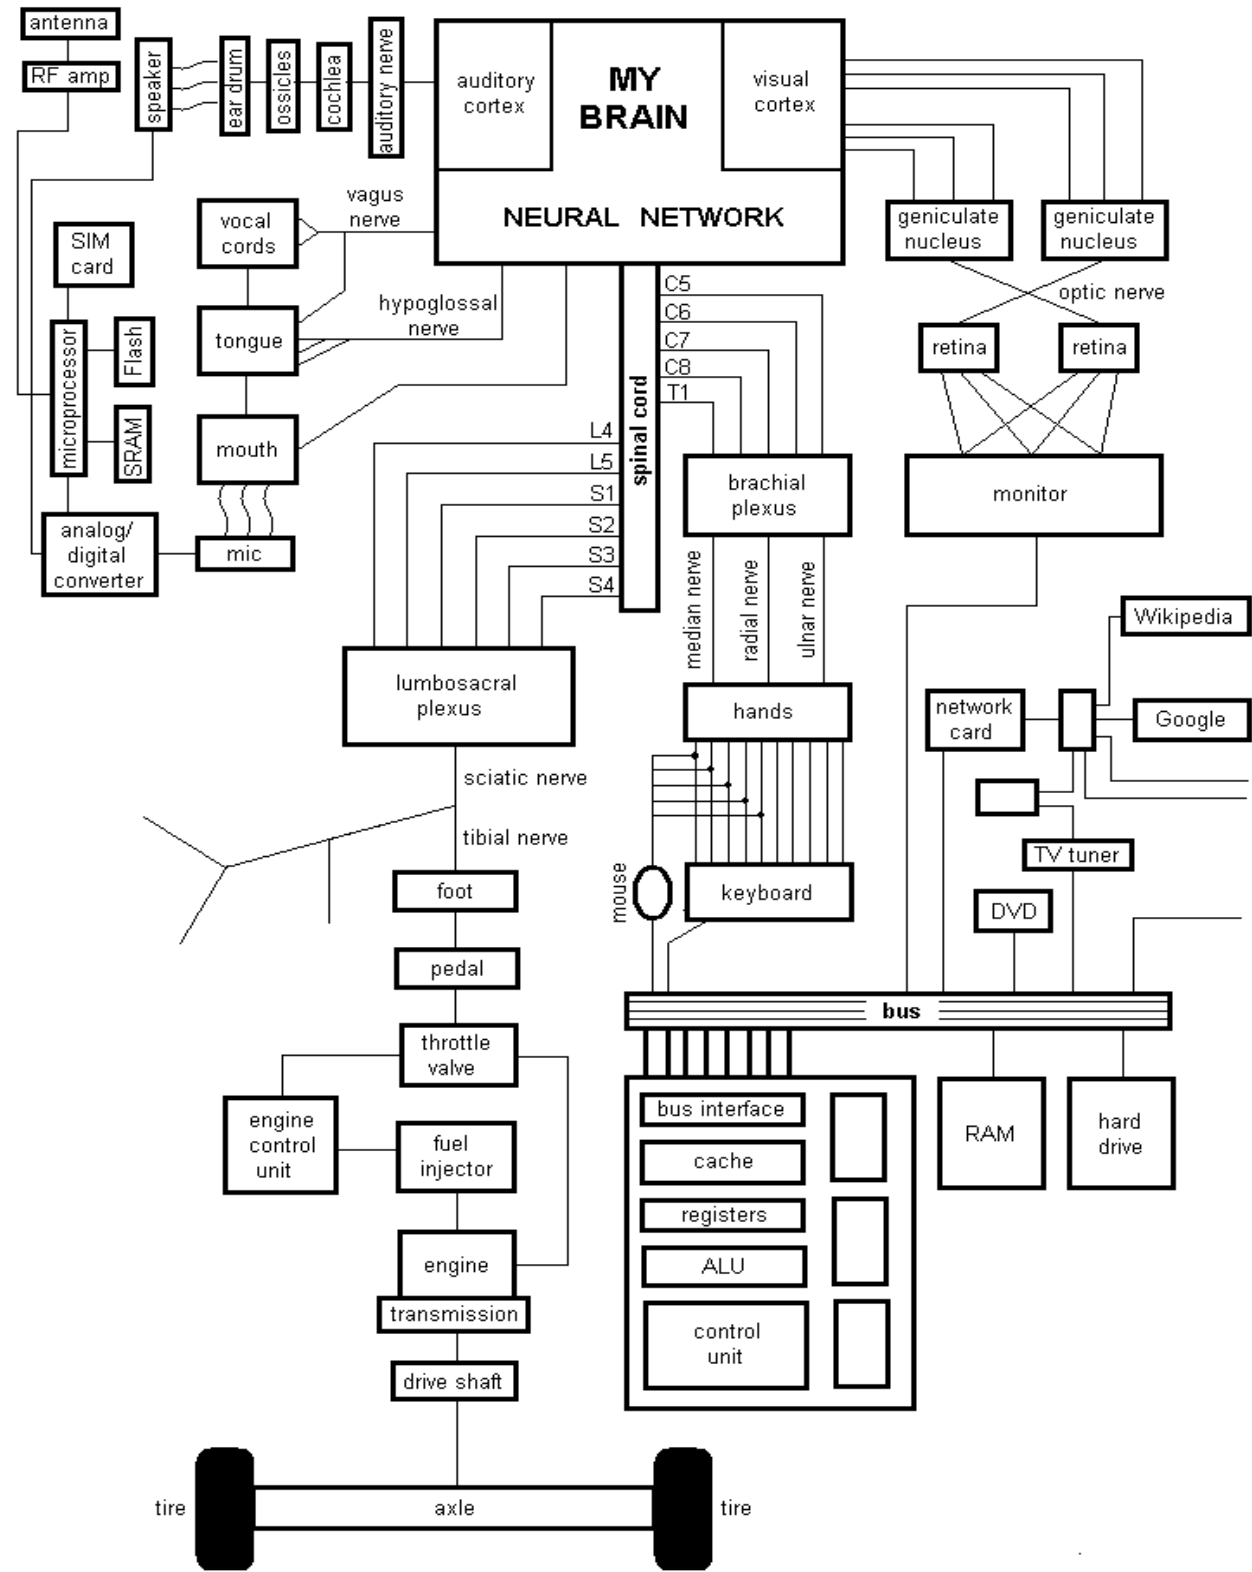 antenna
RF amp
speaker
ear drum
ossicles
cochlea
auditory nerve
auditory
cortex
MY
BRAIN
visual
cortex
NEURAL NETWORK
vagus
nerve
vocal
cords
hypoglossal
nerve
tongue
mouth
mic
SIM
card
microprocessor
Flash
SRAM
analog/
digital
converter
geniculate
nucleus
geniculate
nucleus
optic nerve
retina
retina
monitor
spinal cord
C5
C6
C7
C8
T1
L4
L5
S1
S2
S3
S4
brachial
plexus
median nerve
radial nerve
ulnar nerve
hands
mouse
keyboard
lumbosacral
plexus
sciatic nerve
tibial nerve
foot
pedal
throttle
valve
engine
control
unit
fuel
injector
engine
transmission
drive shaft
tire
axle
tire
Wikipedia
network
card
Google
TV tuner
DVD
bus
bus interface
cache
registers
ALU
control
unit
RAM
hard
drive